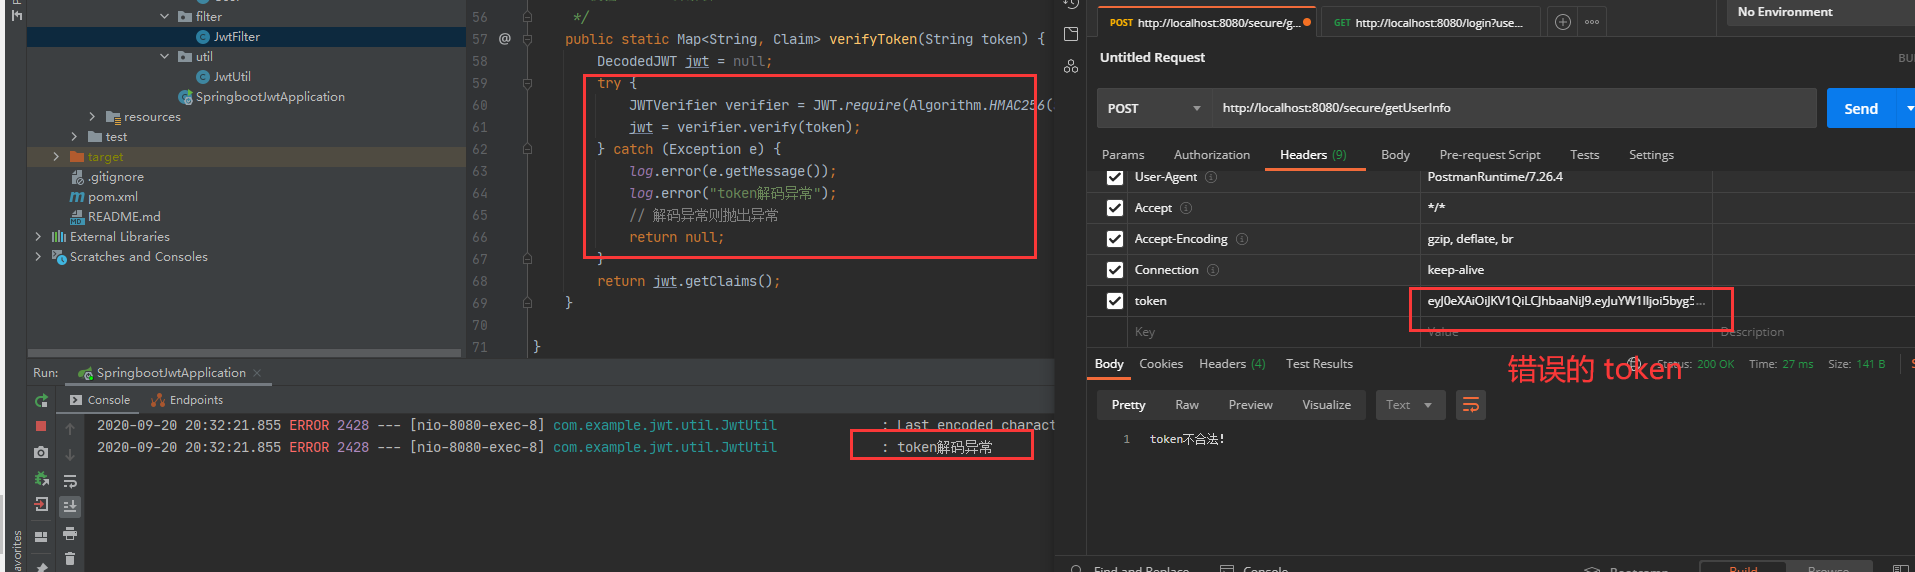 filter
JwtFilter
util
JwtUtil
SpringbootJwtApplication
resources
test
target
.gitignore
pom.xml
README.md
External Libraries
Scratches and Consoles
56 */
57 @ public static Map<String, Claim> verifyToken(String token) {
58 DecodedJWT jwt = null;
59 try {
60 JWTVerifier verifier = JWT.require(Algorithm.HMAC256(
61 jwt = verifier.verify(token);
62 } catch (Exception e) {
63 log.error(e.getMessage());
64 log.error("token解码异常");
65 // 解码异常则抛出异常
66 return null;
67 }
68 return jwt.getClaims();
69 }
70
71 }
Run: SpringbootJwtApplication ×
Console Endpoints
2020-09-20 20:32:21.855 ERROR 2428 --- [nio-8080-exec-8] com.example.jwt.util.JwtUtil : Last encoded charact
2020-09-20 20:32:21.855 ERROR 2428 --- [nio-8080-exec-8] com.example.jwt.util.JwtUtil : token解码异常
avorites
POST http://localhost:8080/secure/g... GET http://localhost:8080/login?use... No Environment
Untitled Request BU
POST http://localhost:8080/secure/getUserInfo Send
Params Authorization Headers (9) Body Pre-request Script Tests Settings
User-Agent PostmanRuntime/7.26.4
Accept */*
Accept-Encoding gzip, deflate, br
Connection keep-alive
token eyJ0eXAiOiJKV1QiLCJhbaaNiJ9.eyJuYW1lIjoi5byg5...
Key Value Description
错误的 token
Body Cookies Headers (4) Test Results Status: 200 OK Time: 27 ms Size: 141 B
Pretty Raw Preview Visualize Text
1 token不合法!
Find and Replace Console Bootcamp Build Browse